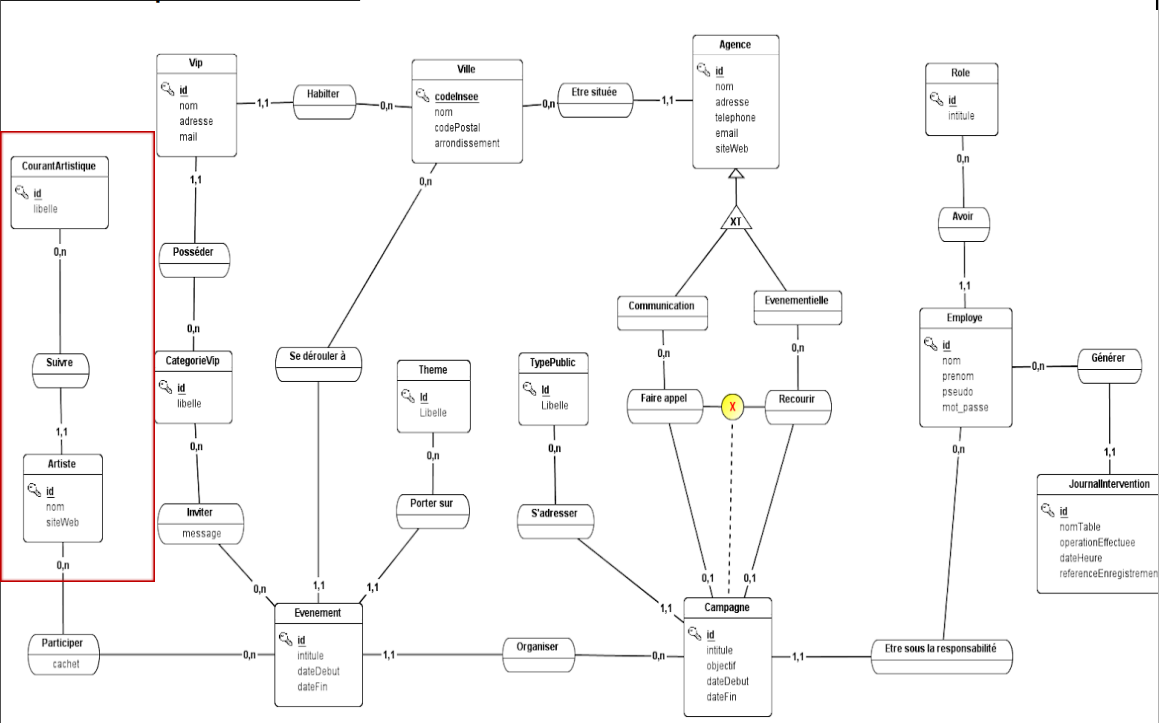 Vip
id
nom
adresse
mail
1,1
Habilter
0,n
Ville
codeInsee
nom
codePostal
arrondissement
0,n
Etre située
1,1
Agence
id
nom
adresse
telephone
email
siteWeb
Role
id
intitule
0,n
Avoir
1,1
CourantArtistique
id
libelle
0,n
Suivre
1,1
Artiste
id
nom
siteWeb
0,n
Participer
cachet
0,n
1,1
Posséder
0,n
CategorieVip
id
libelle
0,n
Inviter
message
0,n
0,n
Se dérouler à
1,1
Theme
Id
Libelle
0,n
Porter sur
1,1
TypePublic
Id
Libelle
0,n
S'adresser
1,1
XT
Communication
0,n
Faire appel
0,1
X
Evenementielle
0,n
Recourir
0,1
Employe
id
nom
prenom
pseudo
mot_passe
0,n
Générer
1,1
JournalIntervention
id
nomTable
operationEffectuee
dateHeure
referenceEnregistremen
0,n
Evenement
id
intitule
dateDebut
dateFin
1,1
Organiser
0,n
Campagne
id
intitule
objectif
dateDebut
dateFin
1,1
Etre sous la responsabilité